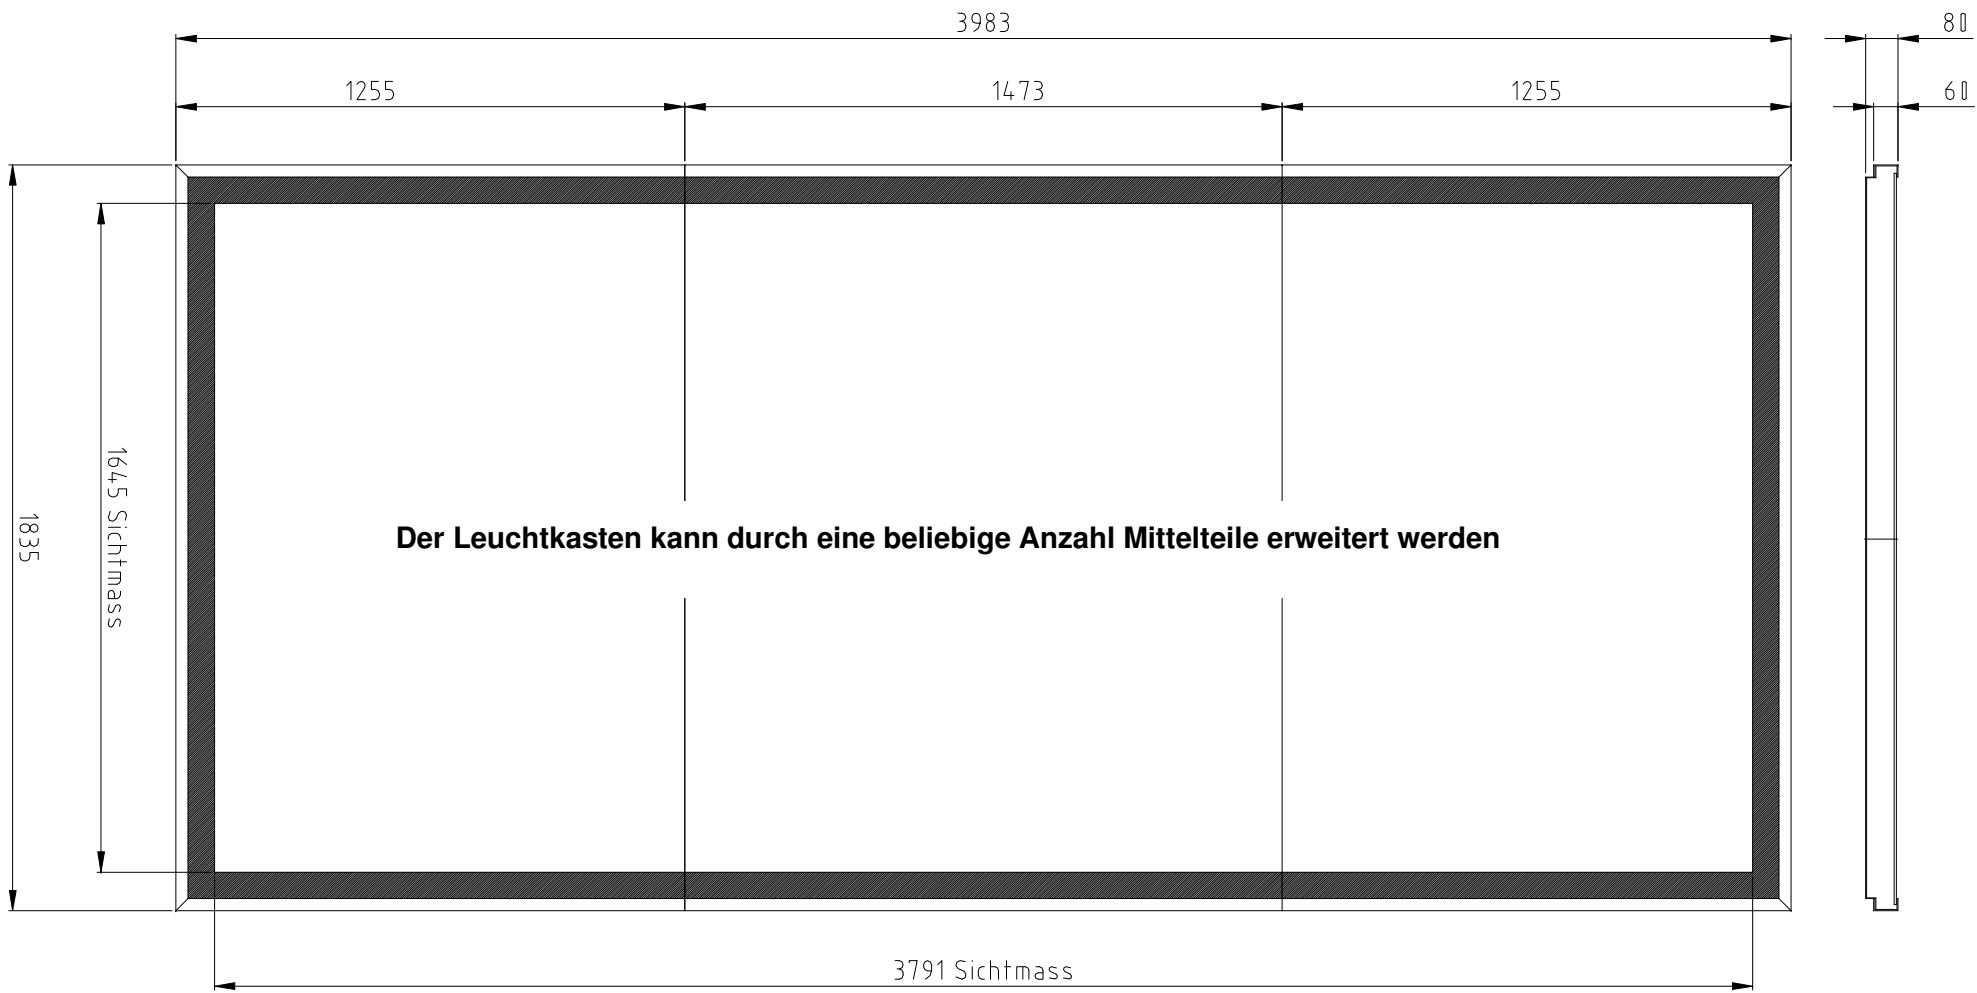 3983
80
1255
1473
1255
60
1645 Sichtmass
1835
Der Leuchtkasten kann durch eine beliebige Anzahl Mittelteile erweitert werden
3791 Sichtmass